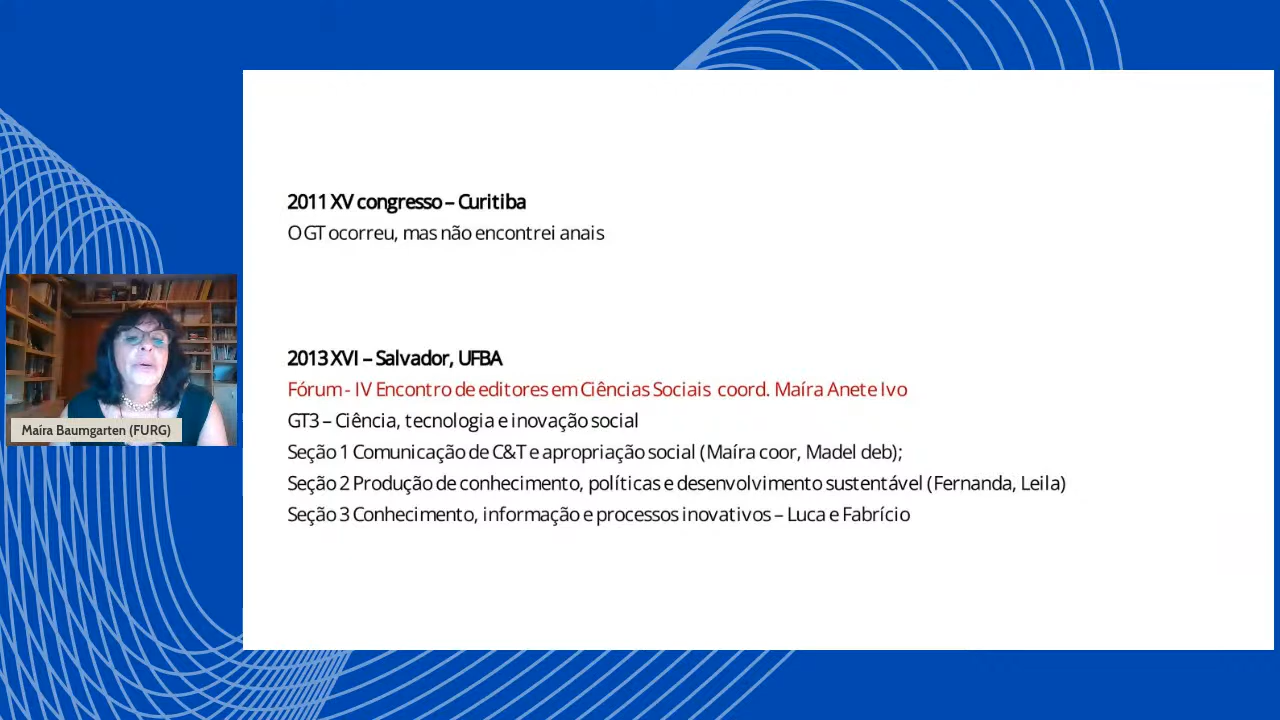 2011 XV congresso – Curitiba
O GT ocorreu, mas não encontrei anais
2013 XVI – Salvador, UFBA
Fórum - IV Encontro de editores em Ciências Sociais coord. Maíra Anete Ivo
GT3 – Ciência, tecnologia e inovação social
Seção 1 Comunicação de C&T e apropriação social (Maíra coor, Madel deb);
Seção 2 Produção de conhecimento, políticas e desenvolvimento sustentável (Fernanda, Leila)
Seção 3 Conhecimento, informação e processos inovativos – Luca e Fabrício
Maíra Baumgarten (FURG)